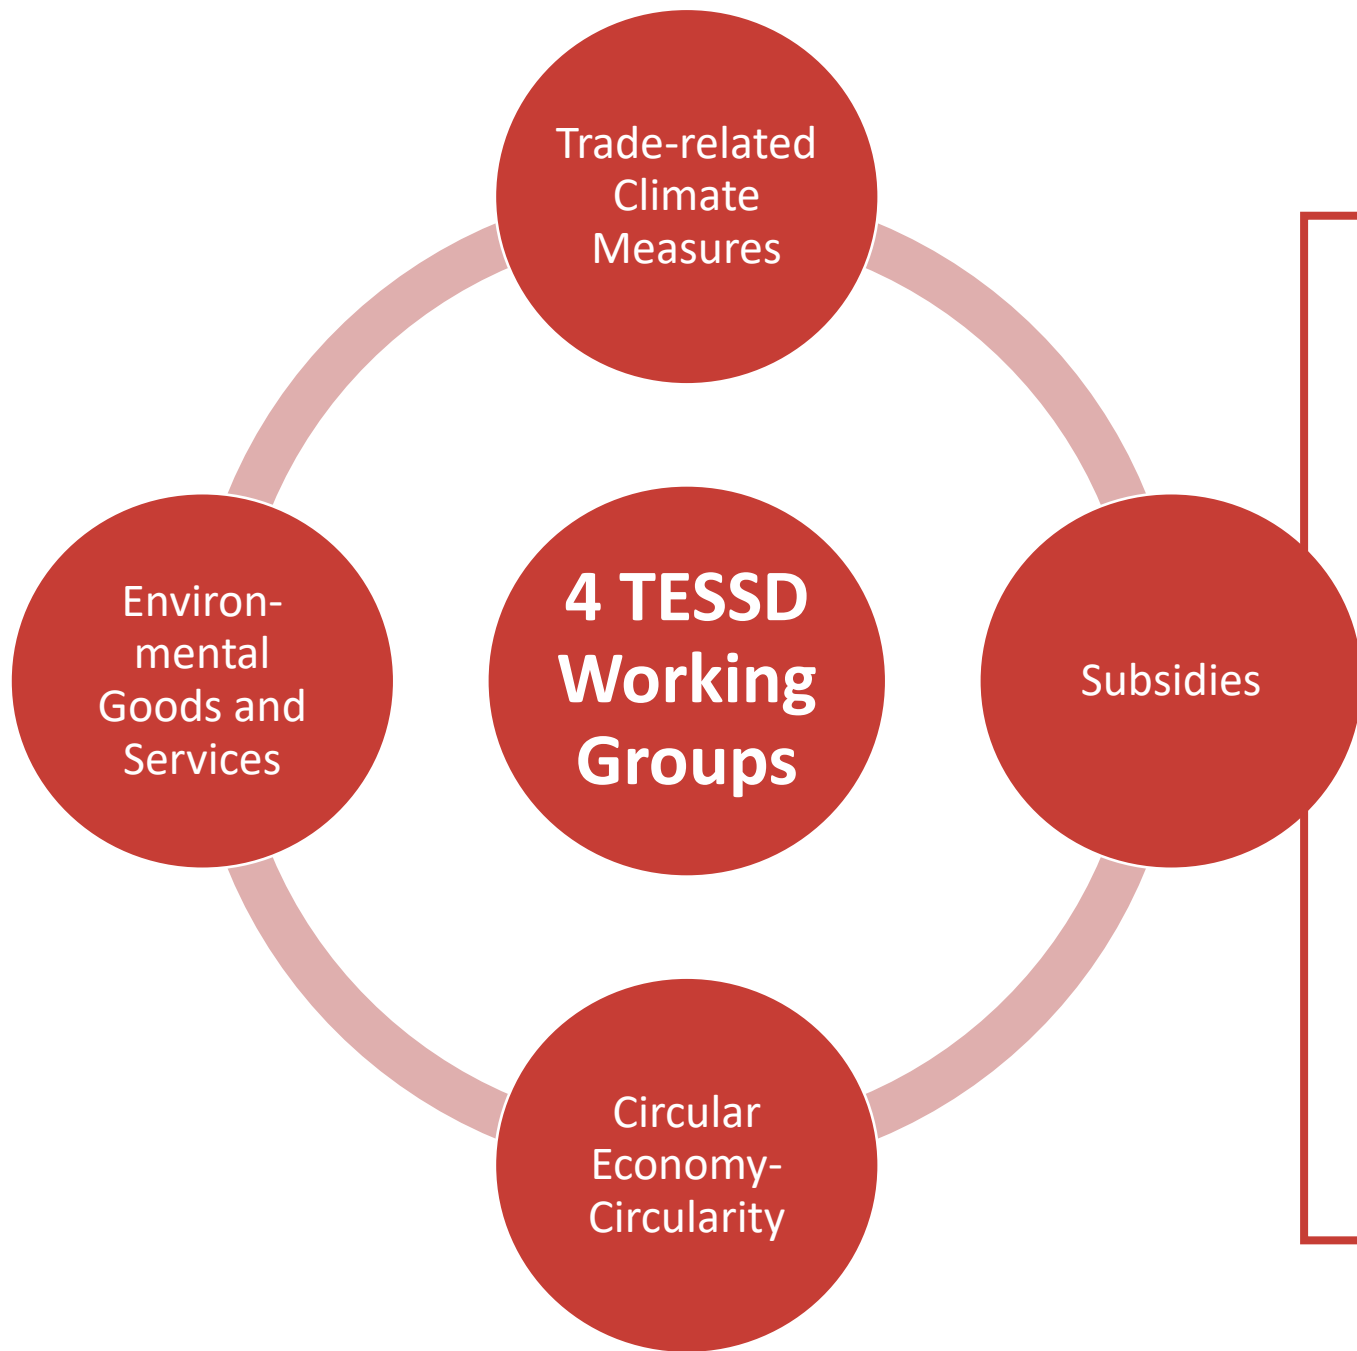 Trade-related
Climate
Measures
Environ-
mental
Goods and
Services
4 TESSD
Working
Groups
Subsidies
Circular
Economy-
Circularity